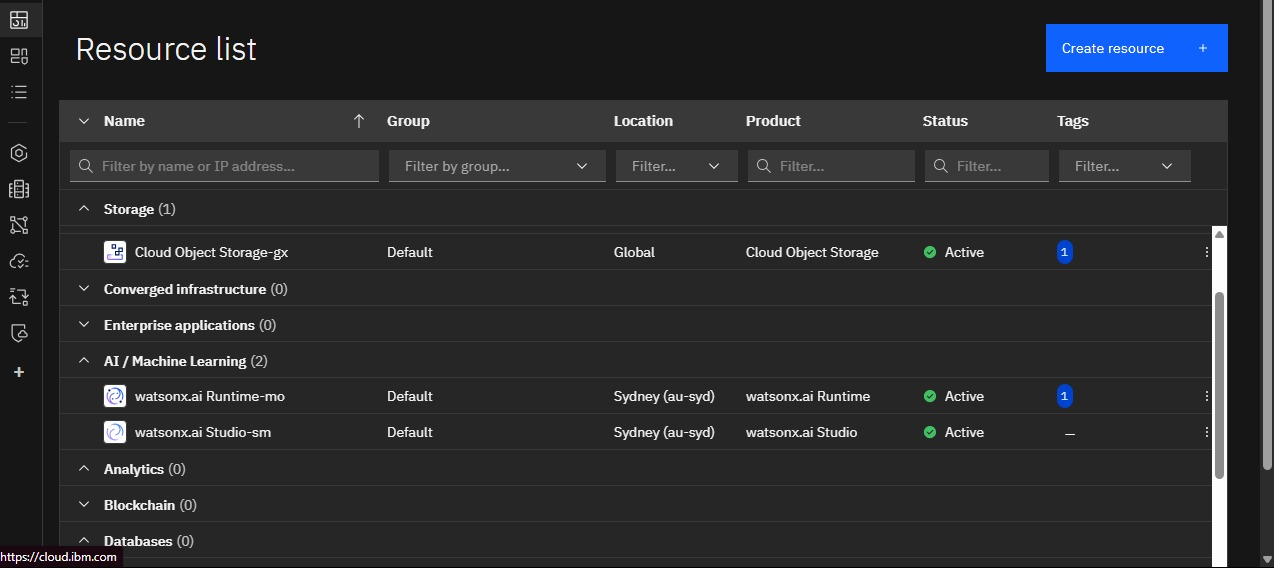 Resource list
Create resource +
Name Group Location Product Status Tags
Filter by name or IP address... Filter by group... Filter... Filter... Filter... Filter...
Storage (1)
Cloud Object Storage-gx Default Global Cloud Object Storage Active 1
Converged infrastructure (0)
Enterprise applications (0)
AI / Machine Learning (2)
watsonx.ai Runtime-mo Default Sydney (au-syd) watsonx.ai Runtime Active 1
watsonx.ai Studio-sm Default Sydney (au-syd) watsonx.ai Studio Active –
Analytics (0)
Blockchain (0)
Databases (0)
https://cloud.ibm.com